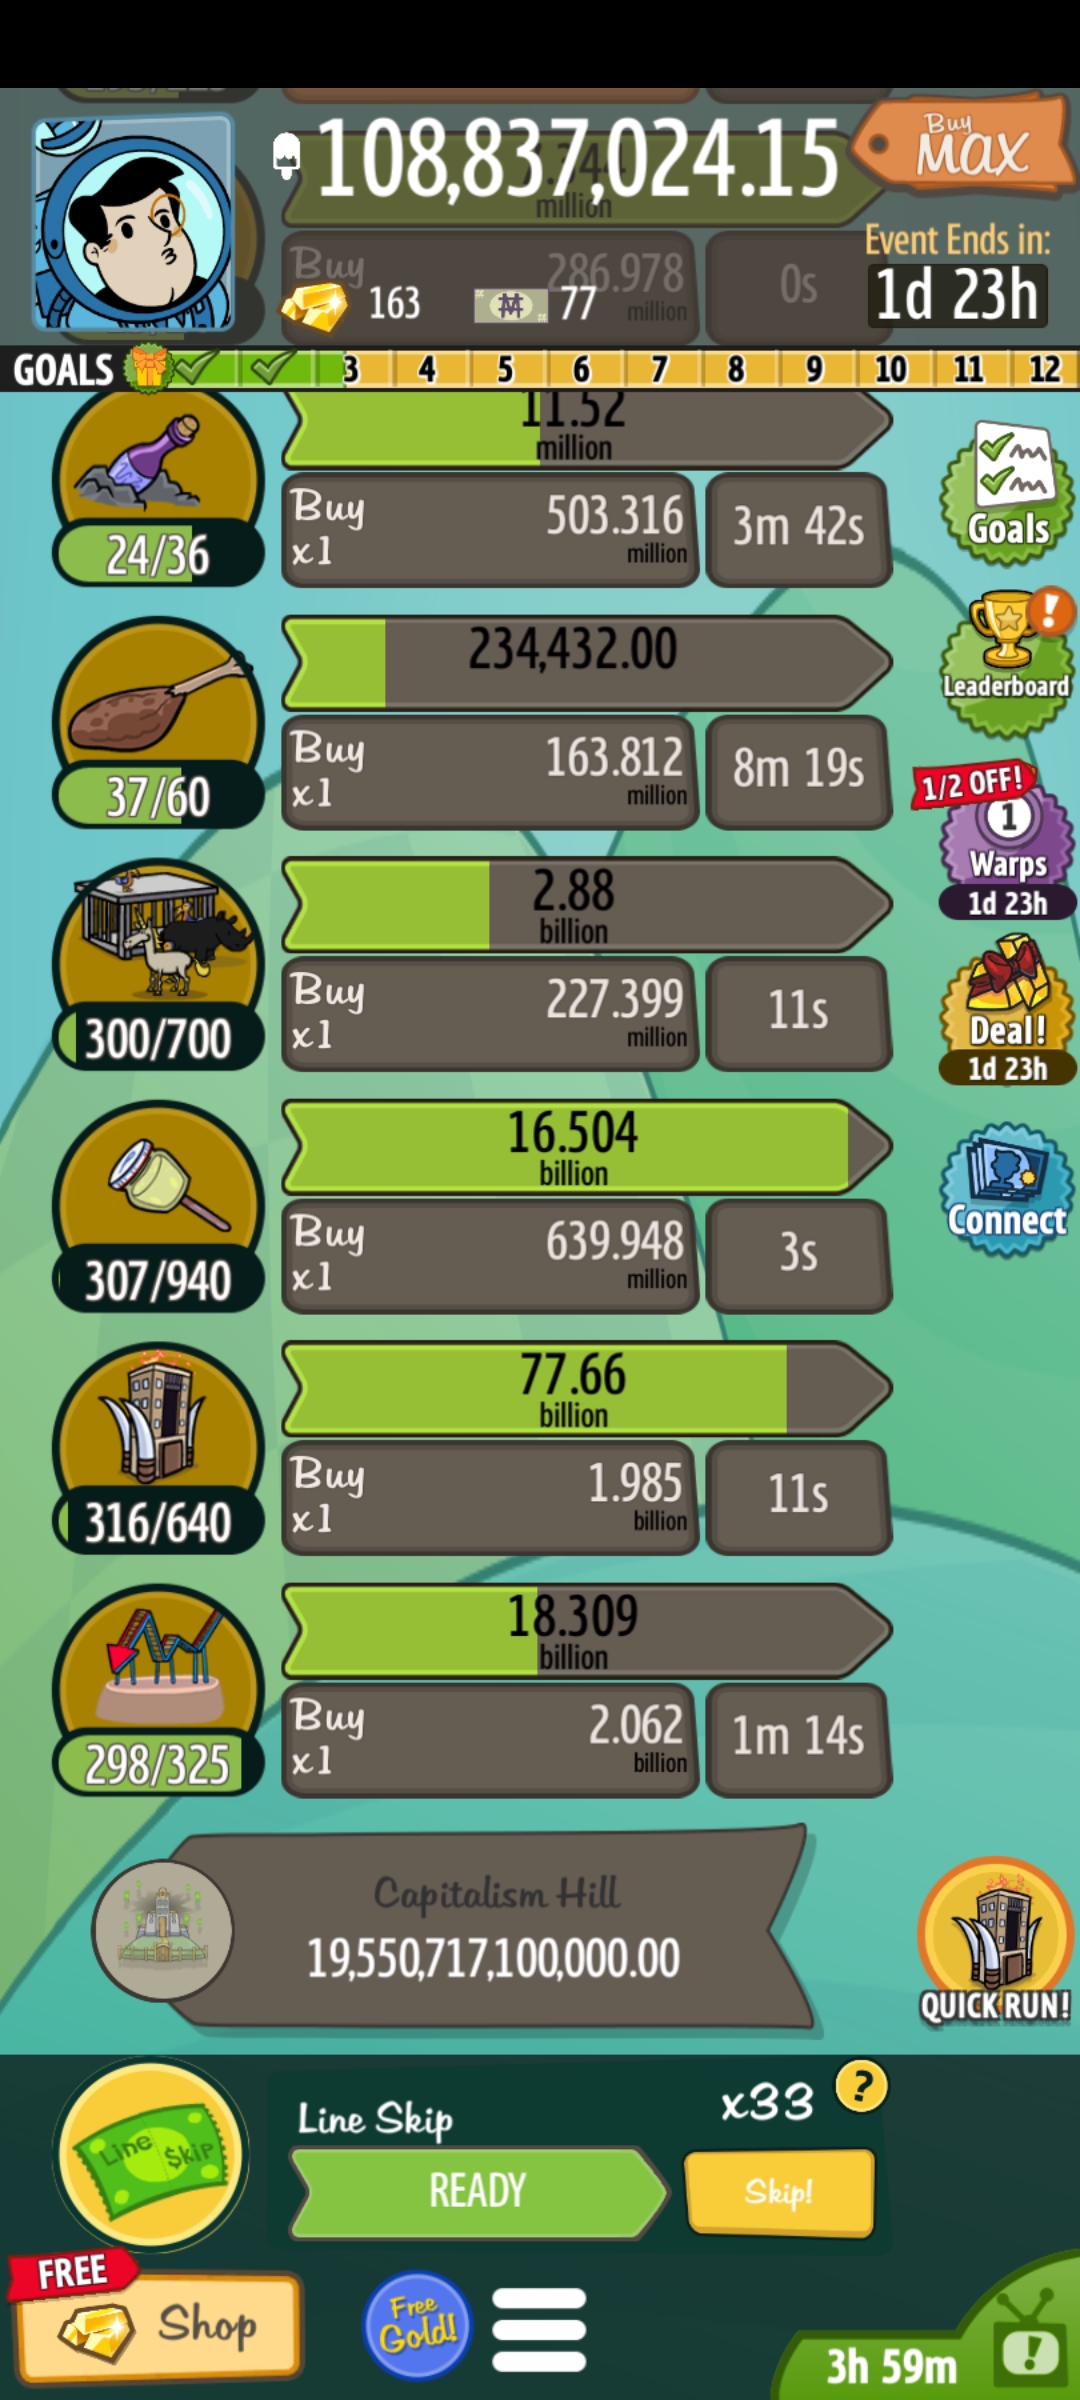 108,837,024.15
Buy
MAX
million
Buy
286.978
million
0s
163
77
Event Ends in:
1d 23h
GOALS
3 4 5 6 7 8 9 10 11 12
11.52
million
24/36
Buy
x1
503.316
million
3m 42s
Goals
234,432.00
37/60
Buy
x1
163.812
million
8m 19s
Leaderboard
1/2 OFF!
1
Warps
1d 23h
2.88
billion
300/700
Buy
x1
227.399
million
11s
Deal!
1d 23h
16.504
billion
307/940
Buy
x1
639.948
million
3s
Connect
77.66
billion
316/640
Buy
x1
1.985
billion
11s
18.309
billion
298/325
Buy
x1
2.062
billion
1m 14s
Capitalism Hill
19,550,717,100,000.00
QUICK RUN!
Line $kip
Line Skip
x33
?
READY
Skip!
FREE
Shop
Free
Gold!
3h 59m